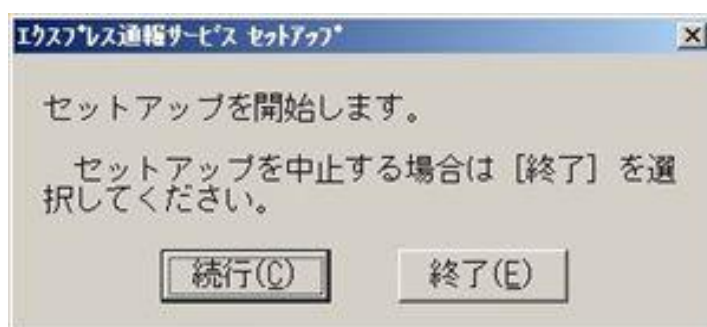 ｴｸｽﾌﾟﾚｽ通報ｻｰﾋﾞｽ ｾｯﾄｱｯﾌﾟ
セットアップを開始します。
セットアップを中止する場合は［終了］を選
択してください。
続行(C) 終了(E)